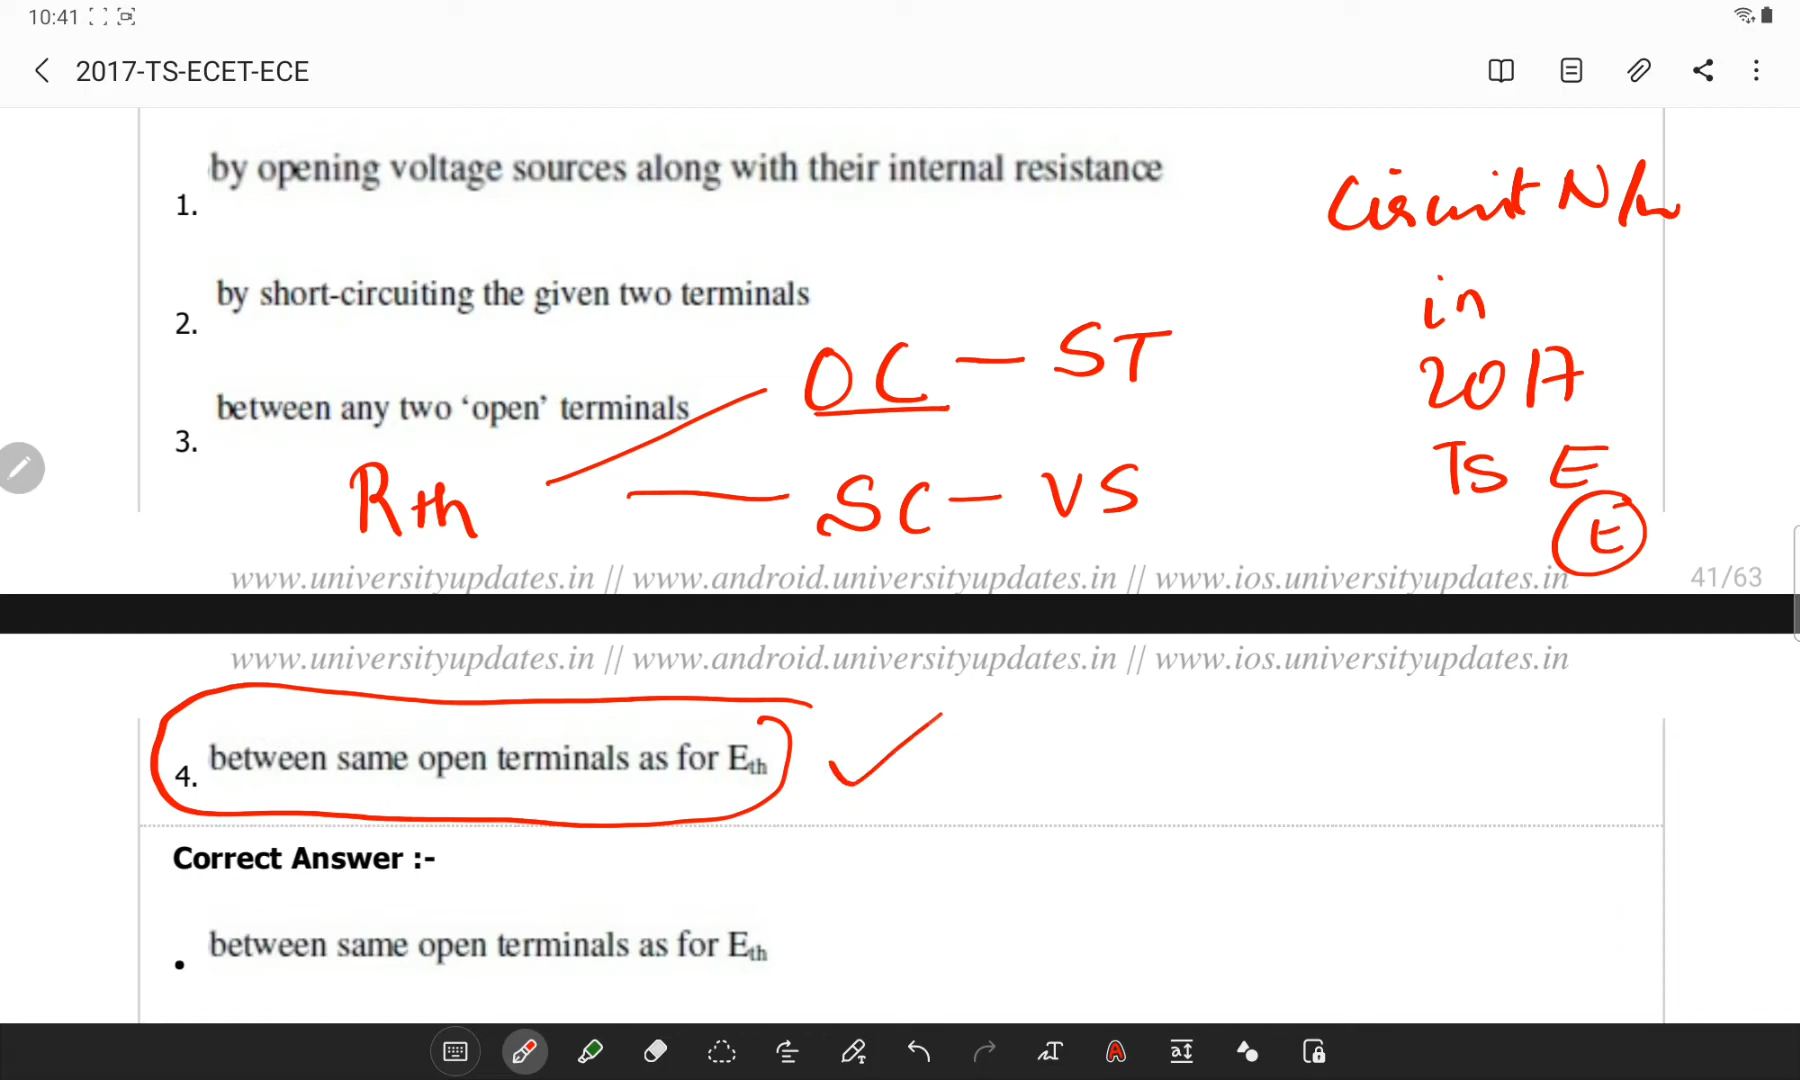 10:41
2017-TS-ECET-ECE
1. by opening voltage sources along with their internal resistance
2. by short-circuiting the given two terminals
3. between any two ‘open’ terminals
Rth
OC — ST
SC — VS
Circuit N/w
in
2017
TS E
E
www.universityupdates.in || www.android.universityupdates.in || www.ios.universityupdates.in
41/63
www.universityupdates.in || www.android.universityupdates.in || www.ios.universityupdates.in
4. between same open terminals as for Eth
Correct Answer :-
• between same open terminals as for Eth